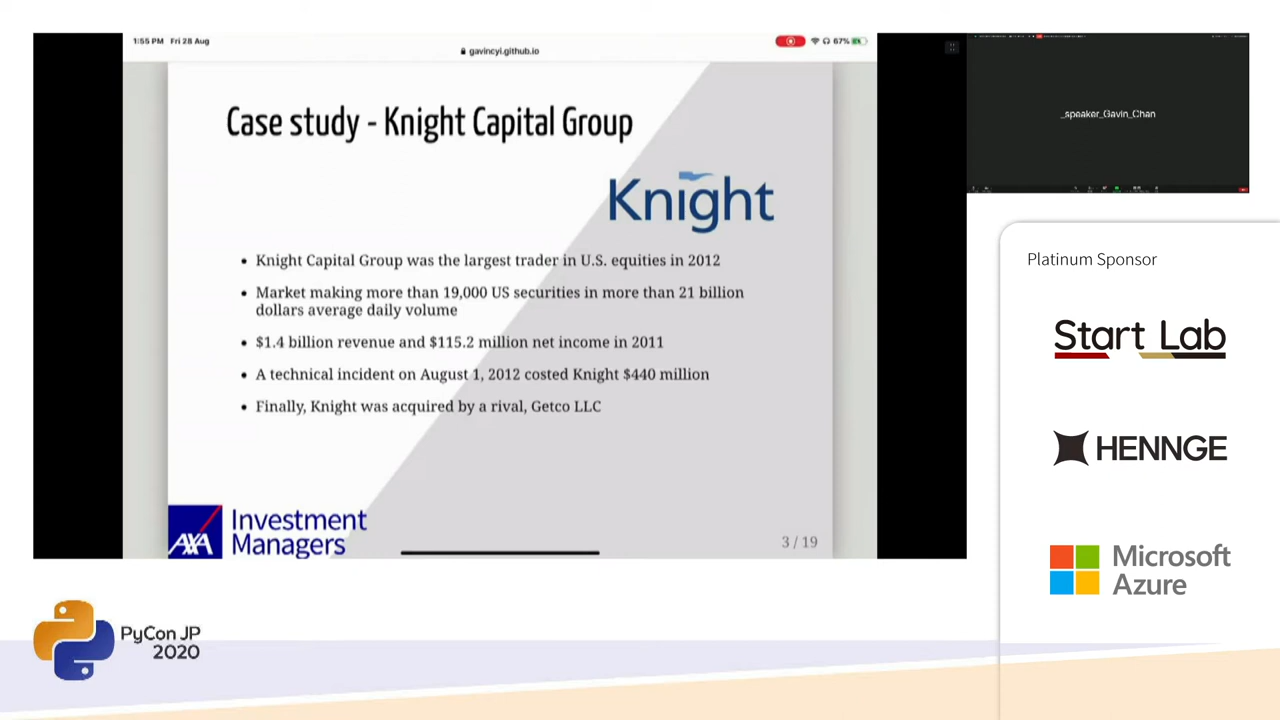 1:55 PM Fri 28 Aug
gavincyi.github.io
67%
Case study - Knight Capital Group
Knight
• Knight Capital Group was the largest trader in U.S. equities in 2012
• Market making more than 19,000 US securities in more than 21 billion
dollars average daily volume
• $1.4 billion revenue and $115.2 million net income in 2011
• A technical incident on August 1, 2012 costed Knight $440 million
• Finally, Knight was acquired by a rival, Getco LLC
AXA
Investment
Managers
3 / 19
_speaker_Gavin_Chan
Platinum Sponsor
Start Lab
HENNGE
Microsoft
Azure
PyCon JP
2020